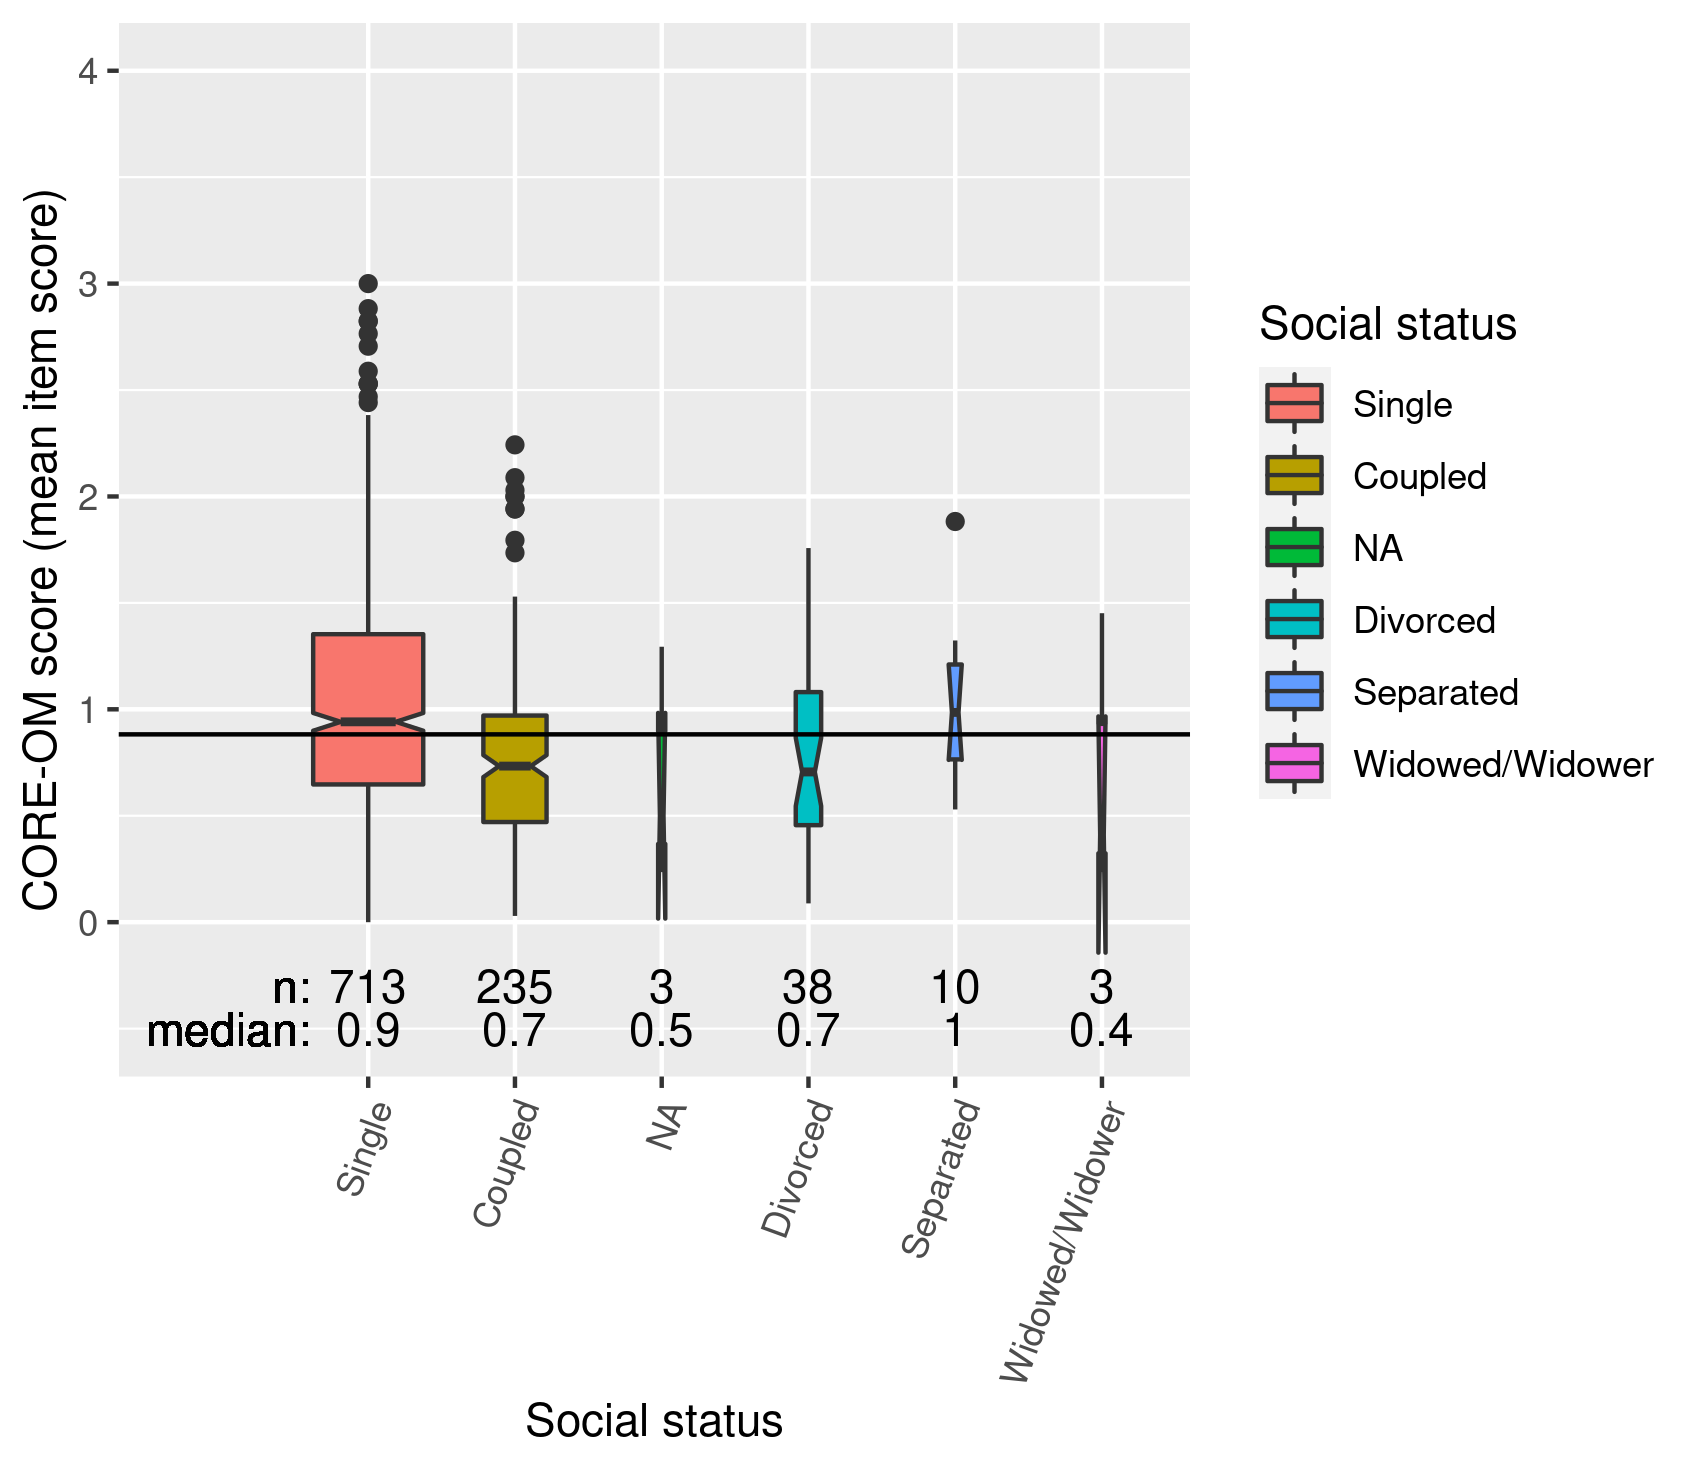 CORE-OM score (mean item score)
4
3
2
1
0
n: 713 235 3 38 10 3
median: 0.9 0.7 0.5 0.7 1 0.4
Single
Coupled
NA
Divorced
Separated
Widowed/Widower
Social status
Social status
Single
Coupled
NA
Divorced
Separated
Widowed/Widower